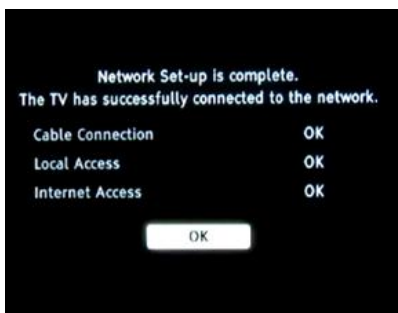 Network Set-up is complete.
The TV has successfully connected to the network.
Cable Connection OK
Local Access OK
Internet Access OK
OK